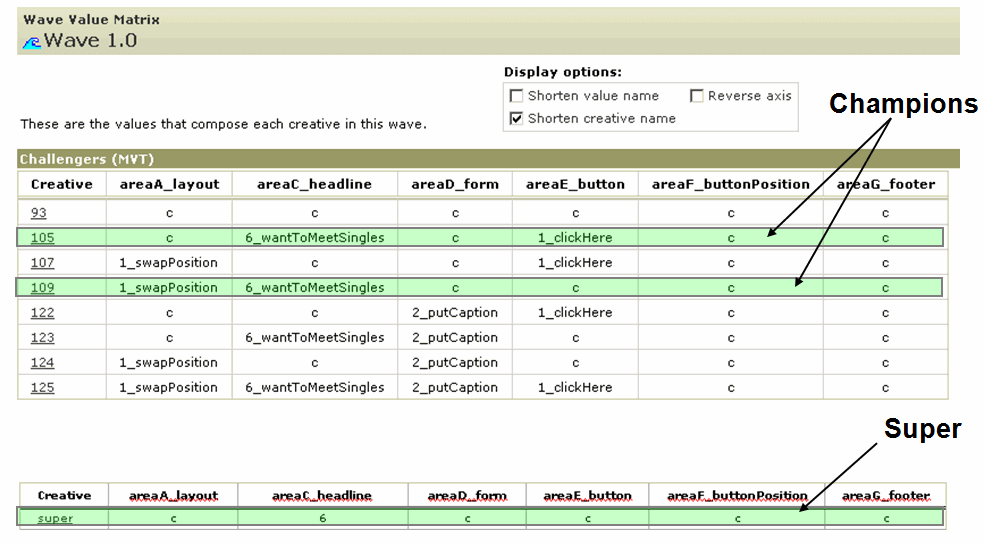 Wave Value Matrix
Wave 1.0
Display options:
Shorten value name Reverse axis
Shorten creative name
Champions
These are the values that compose each creative in this wave.
Challengers (MVT)
Creative areaA_layout areaC_headline areaD_form areaE_button areaF_buttonPosition areaG_footer
93 c c c c c c
105 c 6_wantToMeetSingles c 1_clickHere c c
107 1_swapPosition c c 1_clickHere c c
109 1_swapPosition 6_wantToMeetSingles c c c c
122 c c 2_putCaption 1_clickHere c c
123 c 6_wantToMeetSingles 2_putCaption c c c
124 1_swapPosition c 2_putCaption c c c
125 1_swapPosition 6_wantToMeetSingles 2_putCaption 1_clickHere c c
Super
Creative areaA_layout areaC_headline areaD_form areaE_button areaF_buttonPosition areaG_footer
super c 6 c c c c